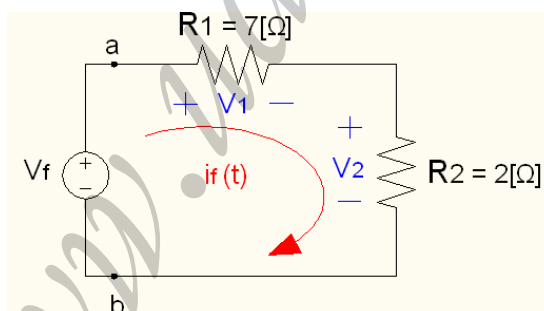 R1 = 7[Ω]
a
+ V1 −
+
Vf
+
−
if (t)
V2
R2 = 2[Ω]
−
b